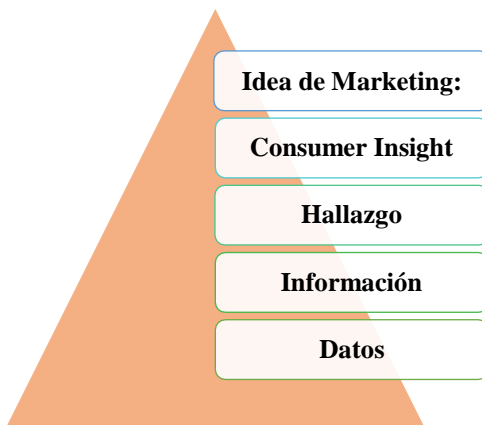 Idea de Marketing:
Consumer Insight
Hallazgo
Información
Datos